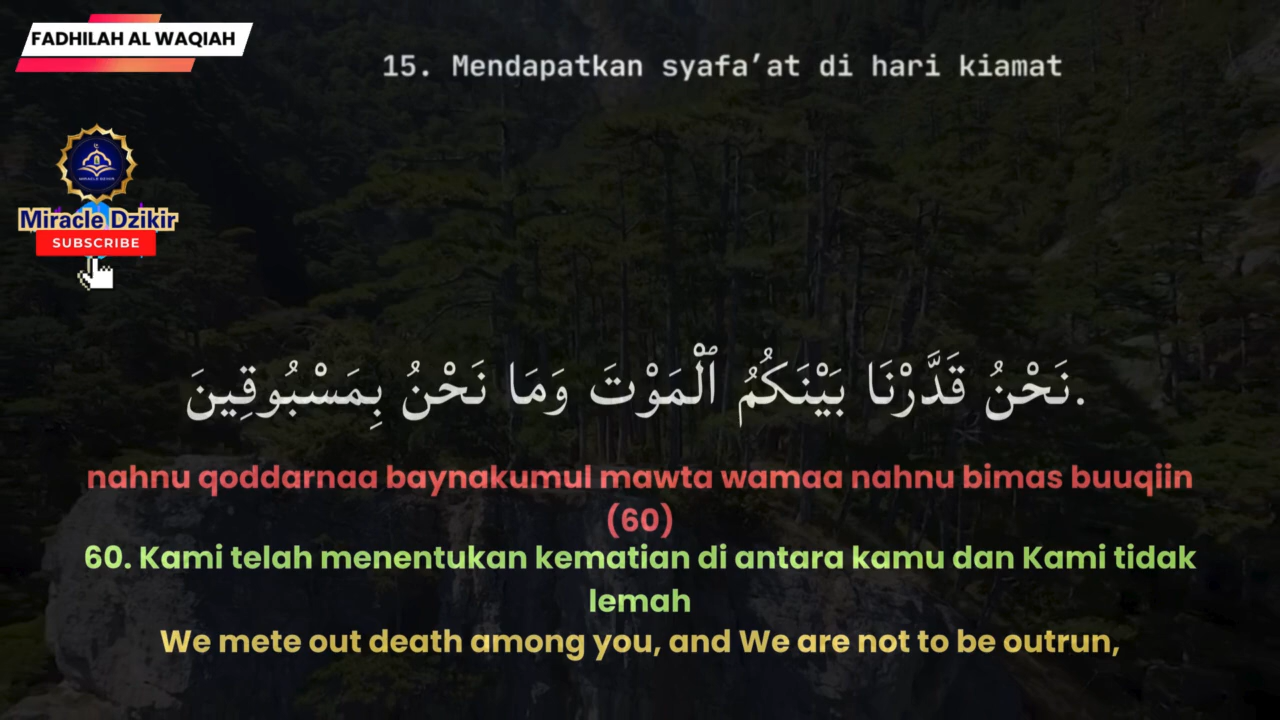 FADHILAH AL WAQIAH
15. Mendapatkan syafa’at di hari kiamat
MIRACLE DZIKIR
Miracle Dzikir
SUBSCRIBE
نَحْنُ قَدَّرْنَا بَيْنَكُمُ ٱلْمَوْتَ وَمَا نَحْنُ بِمَسْبُوقِينَ.
nahnu qoddarnaa baynakumul mawta wamaa nahnu bimas buuqiin
(60)
60. Kami telah menentukan kematian di antara kamu dan Kami tidak
lemah
We mete out death among you, and We are not to be outrun,